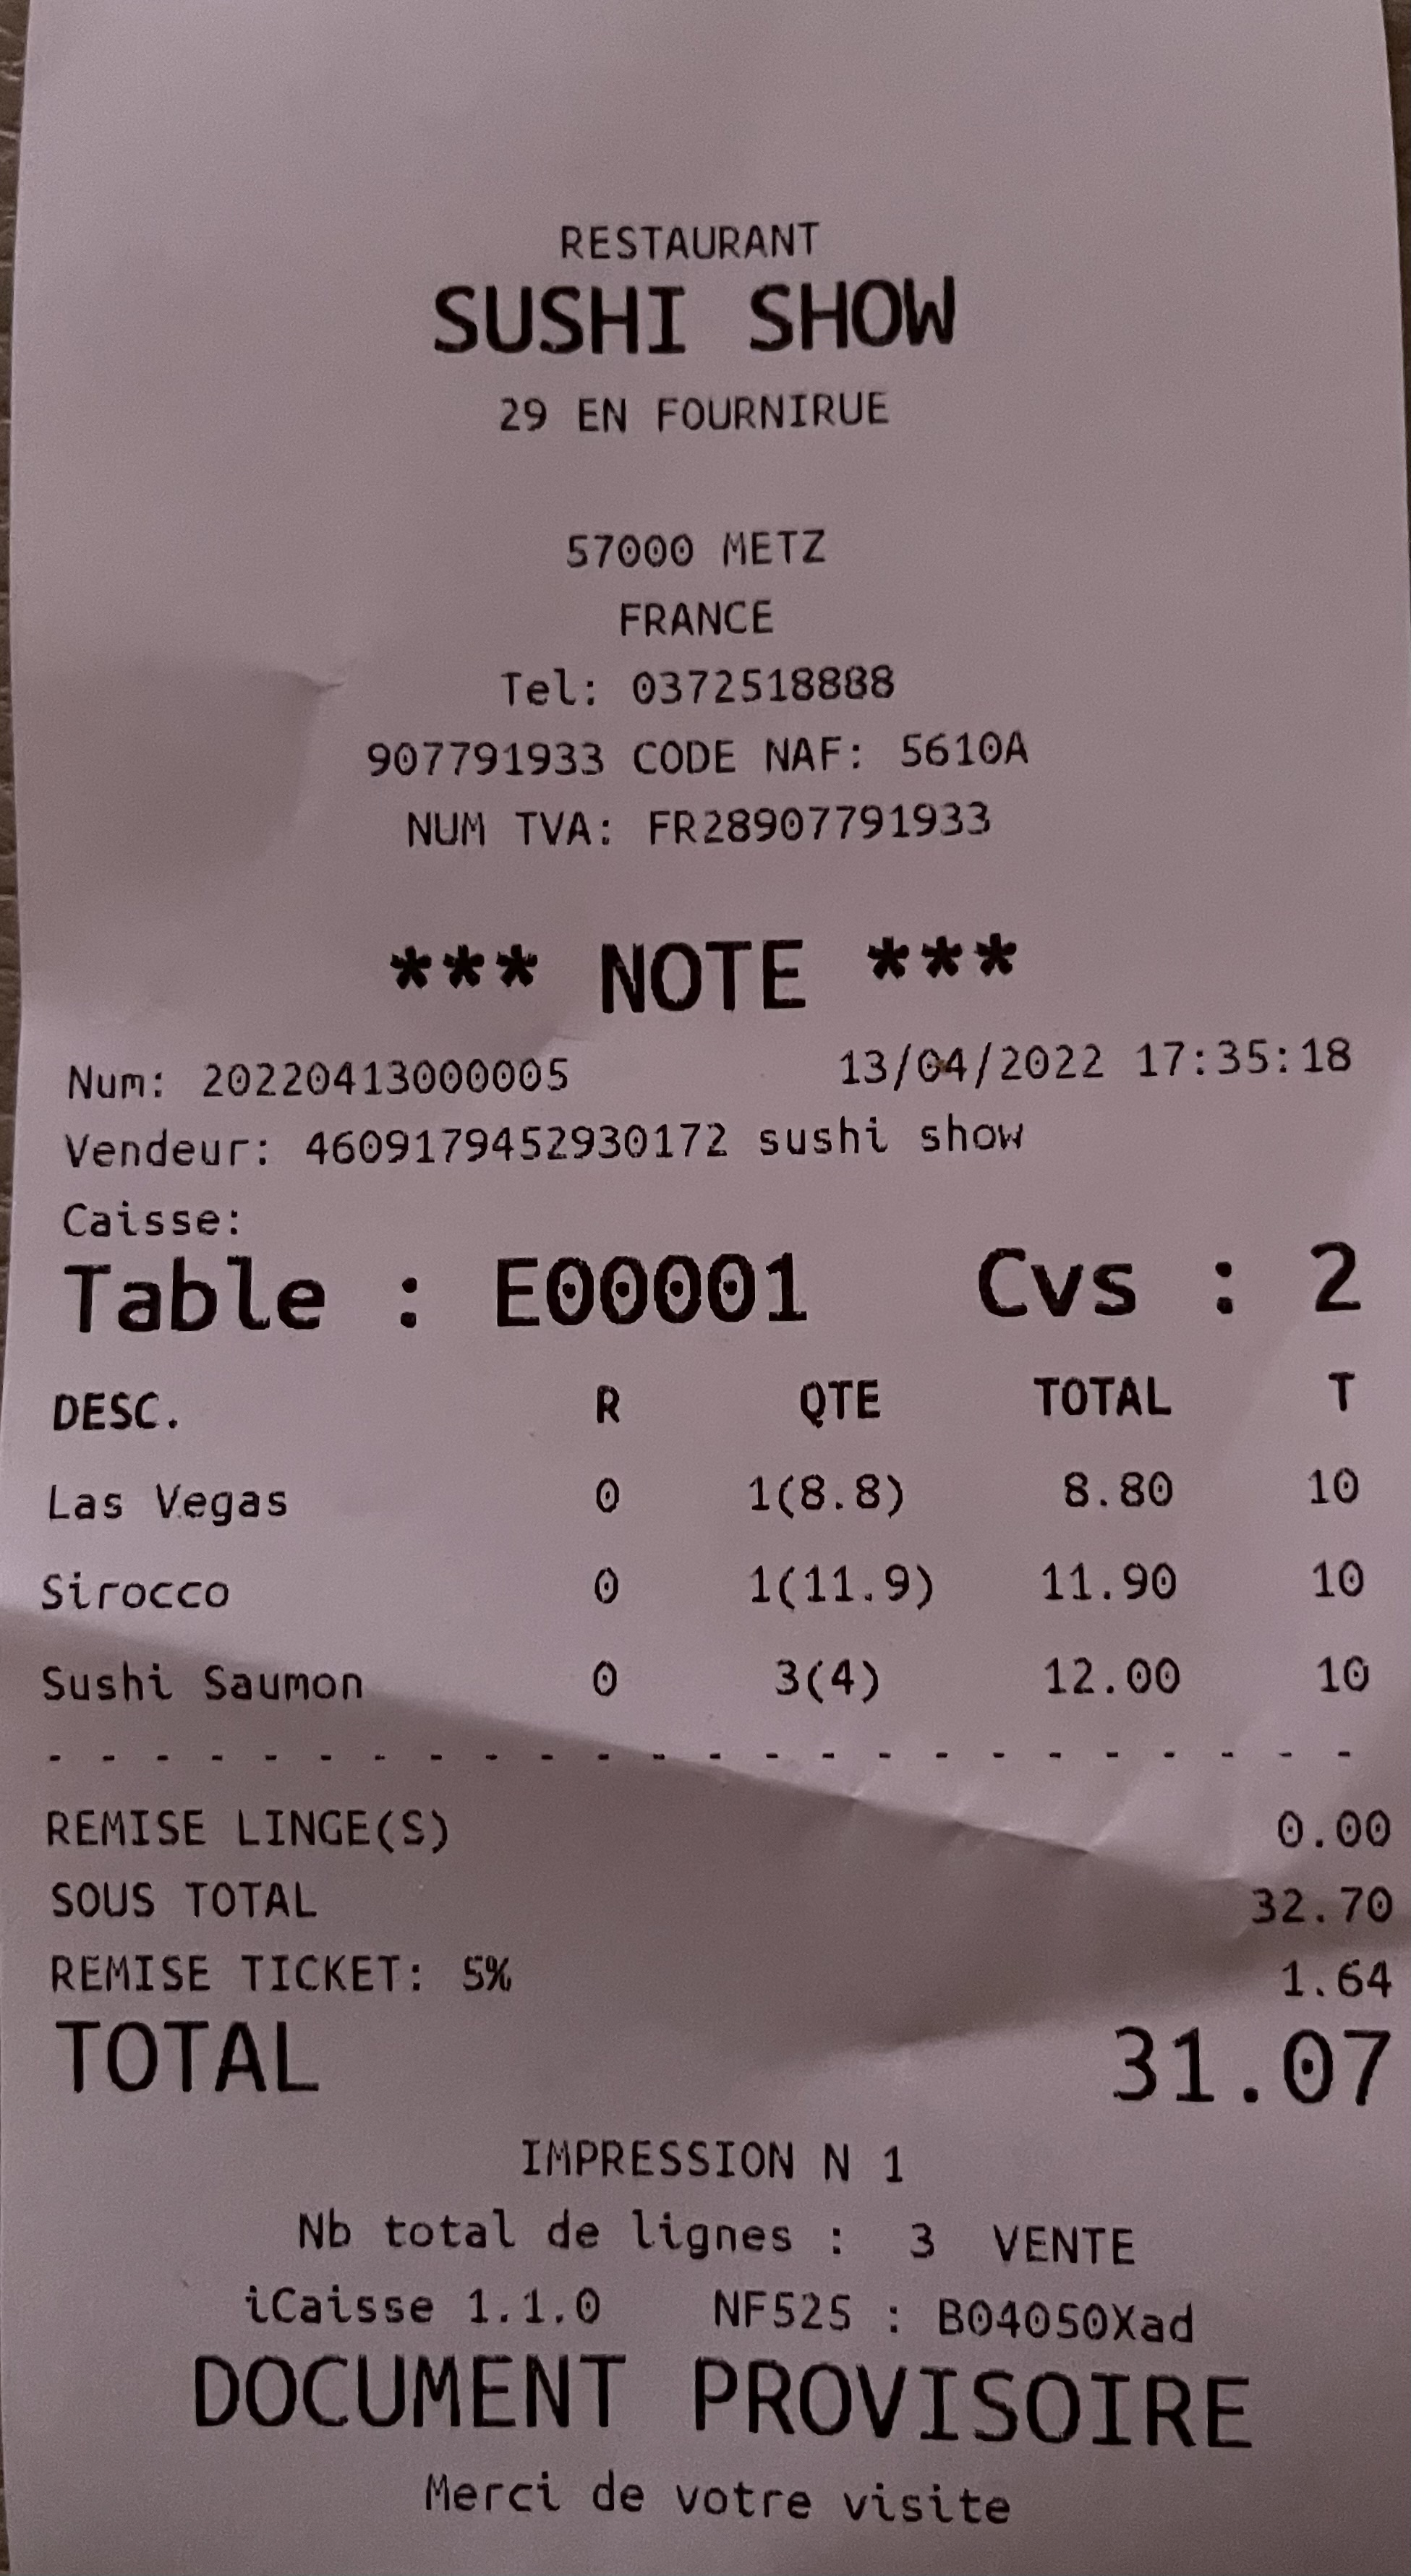 RESTAURANT
SUSHI SHOW
29 EN FOURNIRUE
57000 METZ
FRANCE
Tel: 0372518888
907791933 CODE NAF: 5610A
NUM TVA: FR28907791933
*** NOTE ***
Num: 20220413000005 13/04/2022 17:35:18
Vendeur: 4609179452930172 sushi show
Caisse:
Table : E00001 Cvs : 2
DESC. R QTE TOTAL T
Las Vegas 0 1(8.8) 8.80 10
Sirocco 0 1(11.9) 11.90 10
Sushi Saumon 0 3(4) 12.00 10
- - - - - - - - - - - - - - - - - - - - - - - -
REMISE LINGE(S) 0.00
SOUS TOTAL 32.70
REMISE TICKET: 5% 1.64
TOTAL 31.07
IMPRESSION N 1
Nb total de lignes : 3 VENTE
iCaisse 1.1.0 NF525 : B04050Xad
DOCUMENT PROVISOIRE
Merci de votre visite